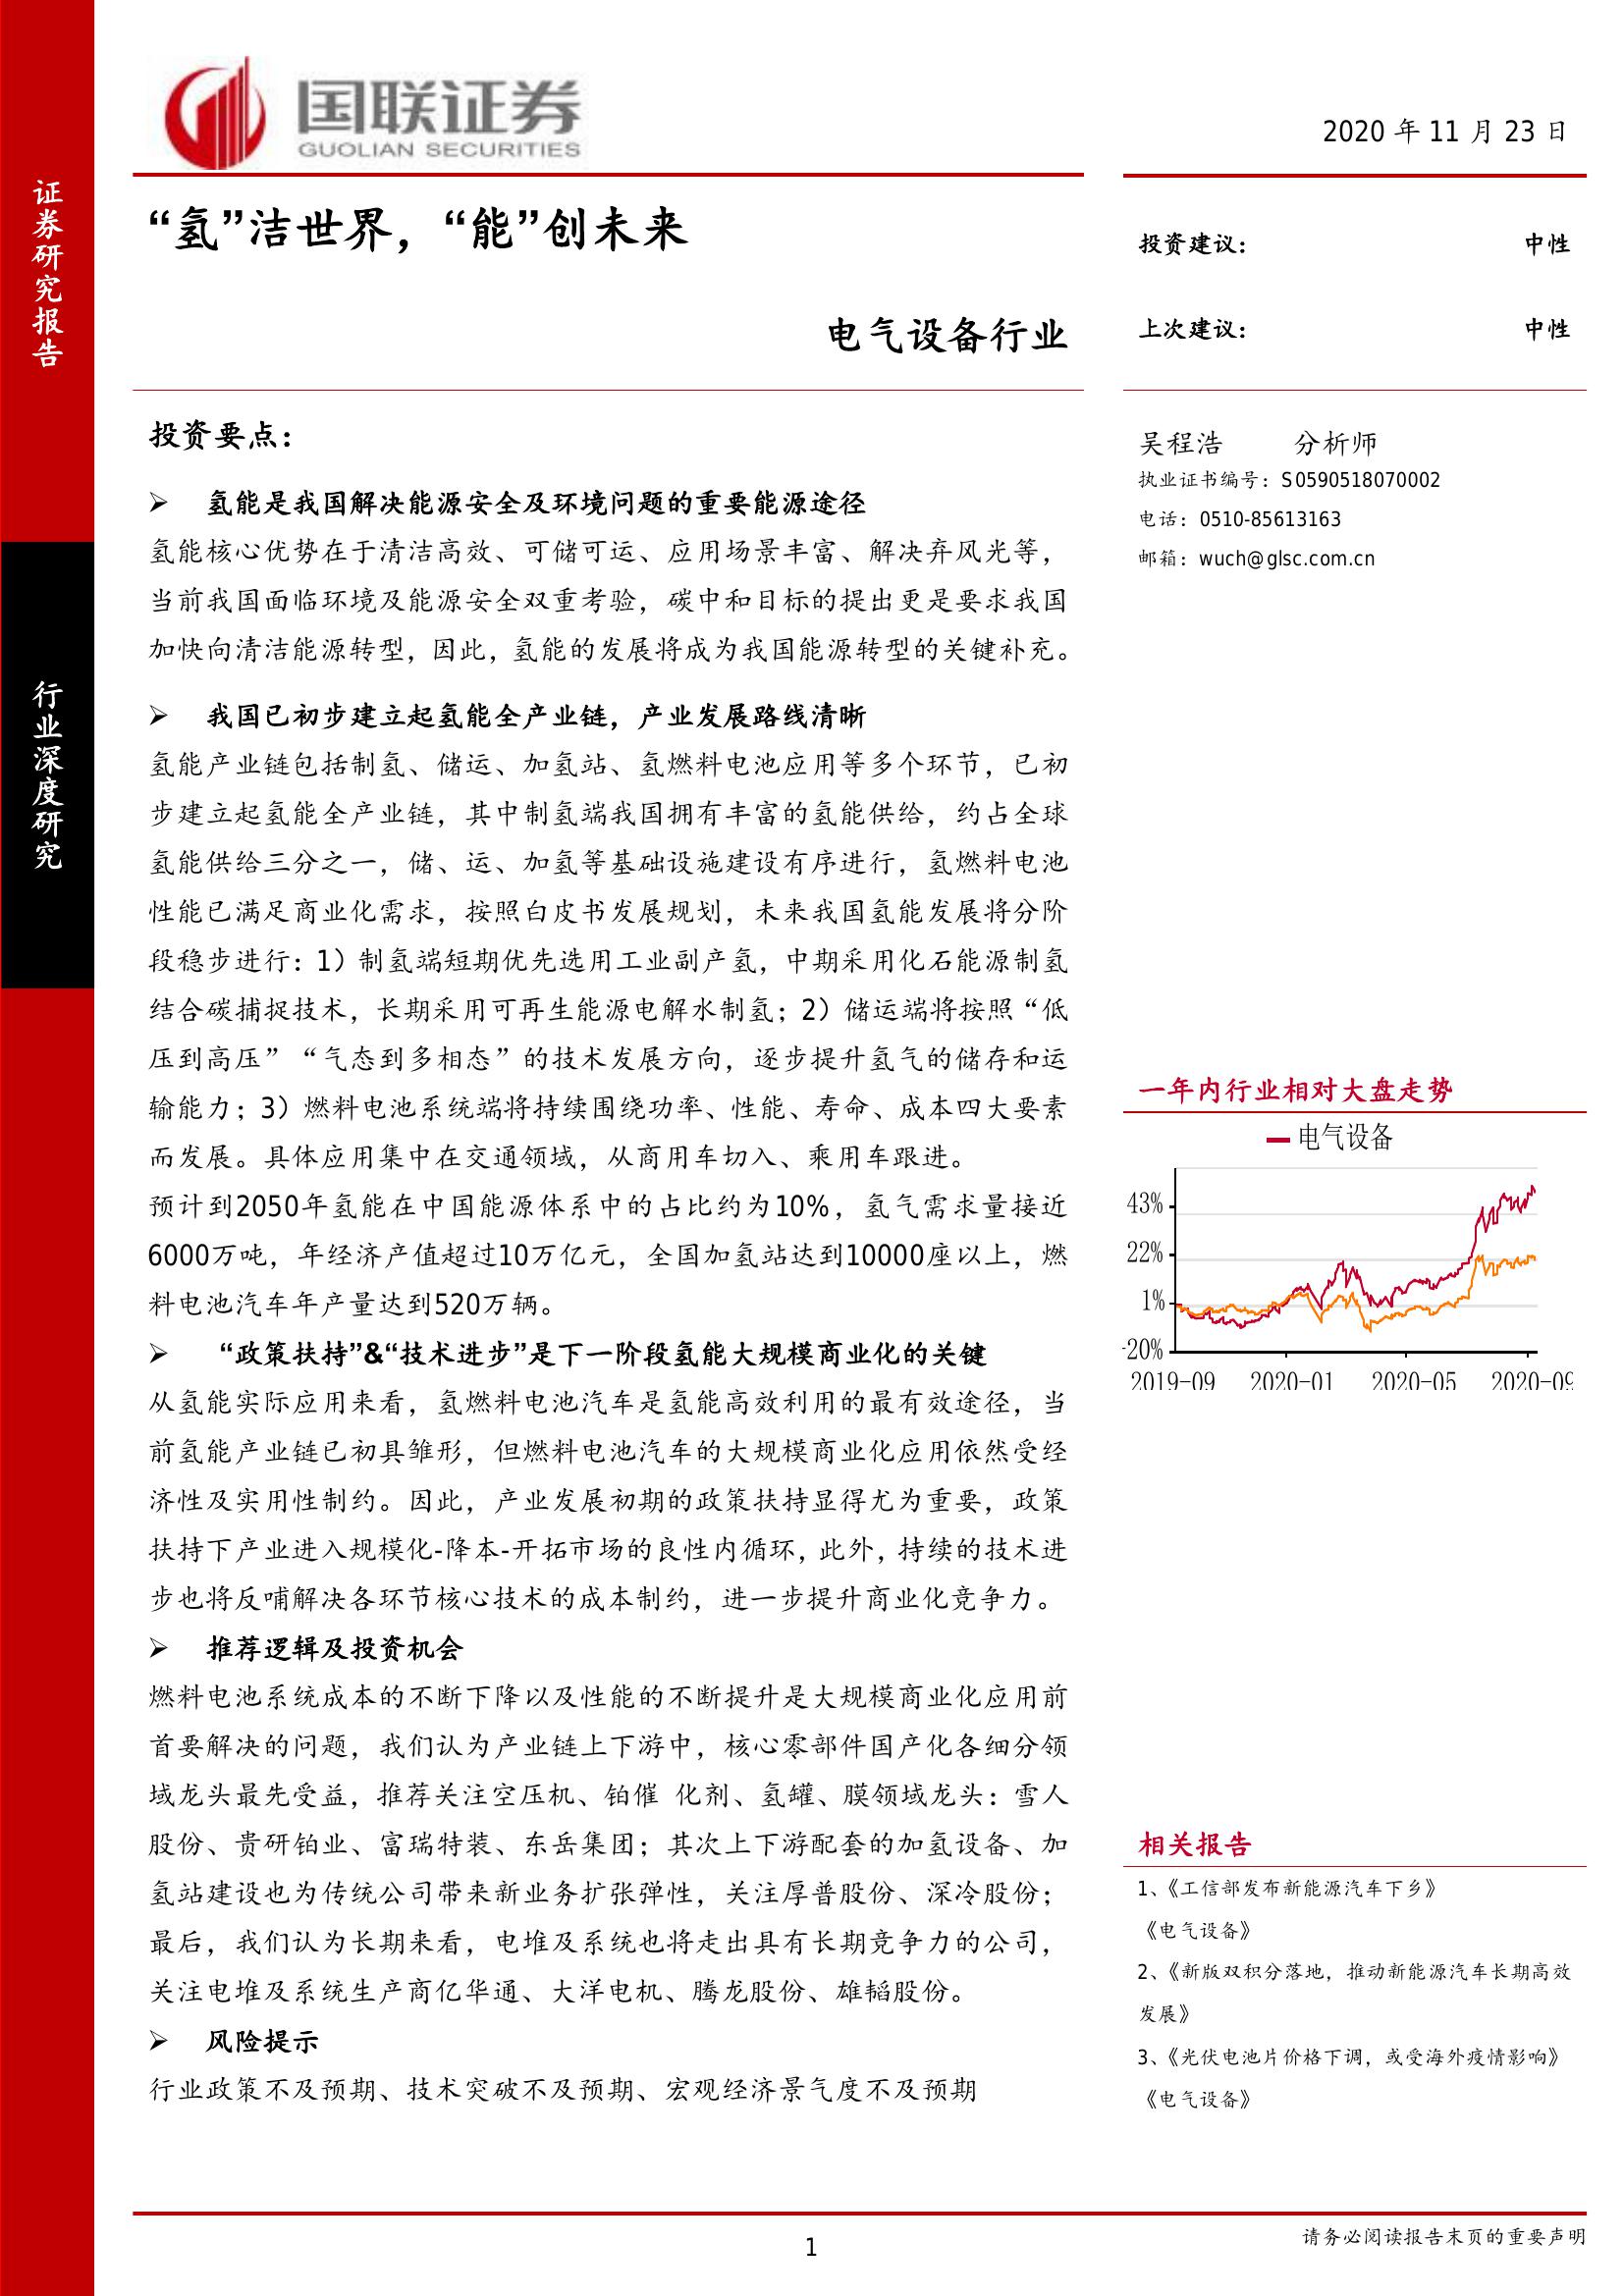 证券研究报告
行业深度研究
国联证券
GUOLIAN SECURITIES
2020 年 11 月 23 日
“氢”洁世界，“能”创未来
电气设备行业
投资建议： 中性
上次建议： 中性
投资要点：
氢能是我国解决能源安全及环境问题的重要能源途径
氢能核心优势在于清洁高效、可储可运、应用场景丰富、解决弃风光等，
当前我国面临环境及能源安全双重考验，碳中和目标的提出更是要求我国
加快向清洁能源转型，因此，氢能的发展将成为我国能源转型的关键补充。
我国已初步建立起氢能全产业链，产业发展路线清晰
氢能产业链包括制氢、储运、加氢站、氢燃料电池应用等多个环节，已初
步建立起氢能全产业链，其中制氢端我国拥有丰富的氢能供给，约占全球
氢能供给三分之一，储、运、加氢等基础设施建设有序进行，氢燃料电池
性能已满足商业化需求，按照白皮书发展规划，未来我国氢能发展将分阶
段稳步进行：1）制氢端短期优先选用工业副产氢，中期采用化石能源制氢
结合碳捕捉技术，长期采用可再生能源电解水制氢；2）储运端将按照“低
压到高压”“气态到多相态”的技术发展方向，逐步提升氢气的储存和运
输能力；3）燃料电池系统端将持续围绕功率、性能、寿命、成本四大要素
而发展。具体应用集中在交通领域，从商用车切入、乘用车跟进。
预计到2050年氢能在中国能源体系中的占比约为10%，氢气需求量接近
6000万吨，年经济产值超过10万亿元，全国加氢站达到10000座以上，燃
料电池汽车年产量达到520万辆。
“政策扶持”&“技术进步”是下一阶段氢能大规模商业化的关键
从氢能实际应用来看，氢燃料电池汽车是氢能高效利用的最有效途径，当
前氢能产业链已初具雏形，但燃料电池汽车的大规模商业化应用依然受经
济性及实用性制约。因此，产业发展初期的政策扶持显得尤为重要，政策
扶持下产业进入规模化-降本-开拓市场的良性内循环，此外，持续的技术进
步也将反哺解决各环节核心技术的成本制约，进一步提升商业化竞争力。
推荐逻辑及投资机会
燃料电池系统成本的不断下降以及性能的不断提升是大规模商业化应用前
首要解决的问题，我们认为产业链上下游中，核心零部件国产化各细分领
域龙头最先受益，推荐关注空压机、铂催 化剂、氢罐、膜领域龙头：雪人
股份、贵研铂业、富瑞特装、东岳集团；其次上下游配套的加氢设备、加
氢站建设也为传统公司带来新业务扩张弹性，关注厚普股份、深冷股份；
最后，我们认为长期来看，电堆及系统也将走出具有长期竞争力的公司，
关注电堆及系统生产商亿华通、大洋电机、腾龙股份、雄韬股份。
风险提示
行业政策不及预期、技术突破不及预期、宏观经济景气度不及预期
吴程浩 分析师
执业证书编号：S0590518070002
电话：0510-85613163
邮箱：wuch@glsc.com.cn
一年内行业相对大盘走势
电气设备
43%
22%
1%
-20%
2019-09 2020-01 2020-05 2020-09
相关报告
1、《工信部发布新能源汽车下乡》
《电气设备》
2、《新版双积分落地，推动新能源汽车长期高效
发展》
3、《光伏电池片价格下调，或受海外疫情影响》
《电气设备》
1
请务必阅读报告末页的重要声明